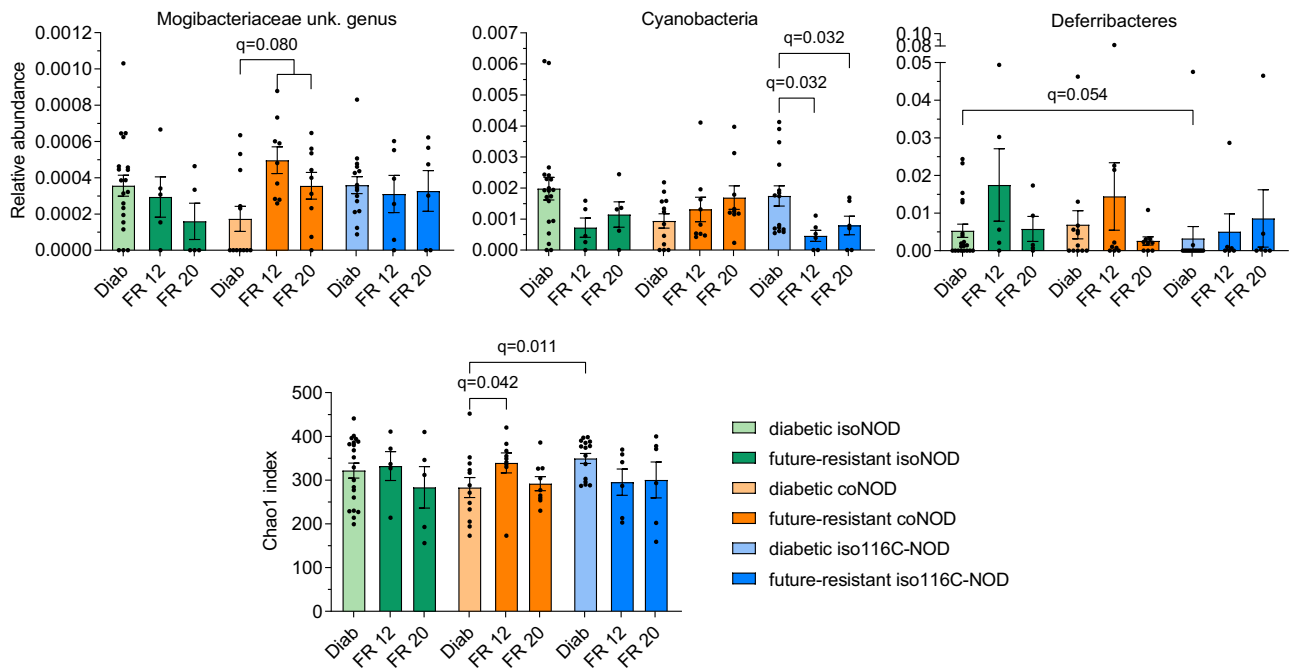 Mogibacteriaceae unk. genus
Relative abundance
0.0012
0.0010
0.0008
0.0006
0.0004
0.0002
0.0000
q=0.080
Diab
FR 12
FR 20
Diab
FR 12
FR 20
Diab
FR 12
FR 20
Cyanobacteria
0.007
0.006
0.005
0.004
0.003
0.002
0.001
0.000
q=0.032
q=0.032
Diab
FR 12
FR 20
Diab
FR 12
FR 20
Diab
FR 12
FR 20
Deferribacteres
0.10
0.08
0.05
0.04
0.03
0.02
0.01
0.00
q=0.054
Diab
FR 12
FR 20
Diab
FR 12
FR 20
Diab
FR 12
FR 20
Chao1 index
500
400
300
200
100
0
q=0.011
q=0.042
Diab
FR 12
FR 20
Diab
FR 12
FR 20
Diab
FR 12
FR 20
diabetic isoNOD
future-resistant isoNOD
diabetic coNOD
future-resistant coNOD
diabetic iso116C-NOD
future-resistant iso116C-NOD